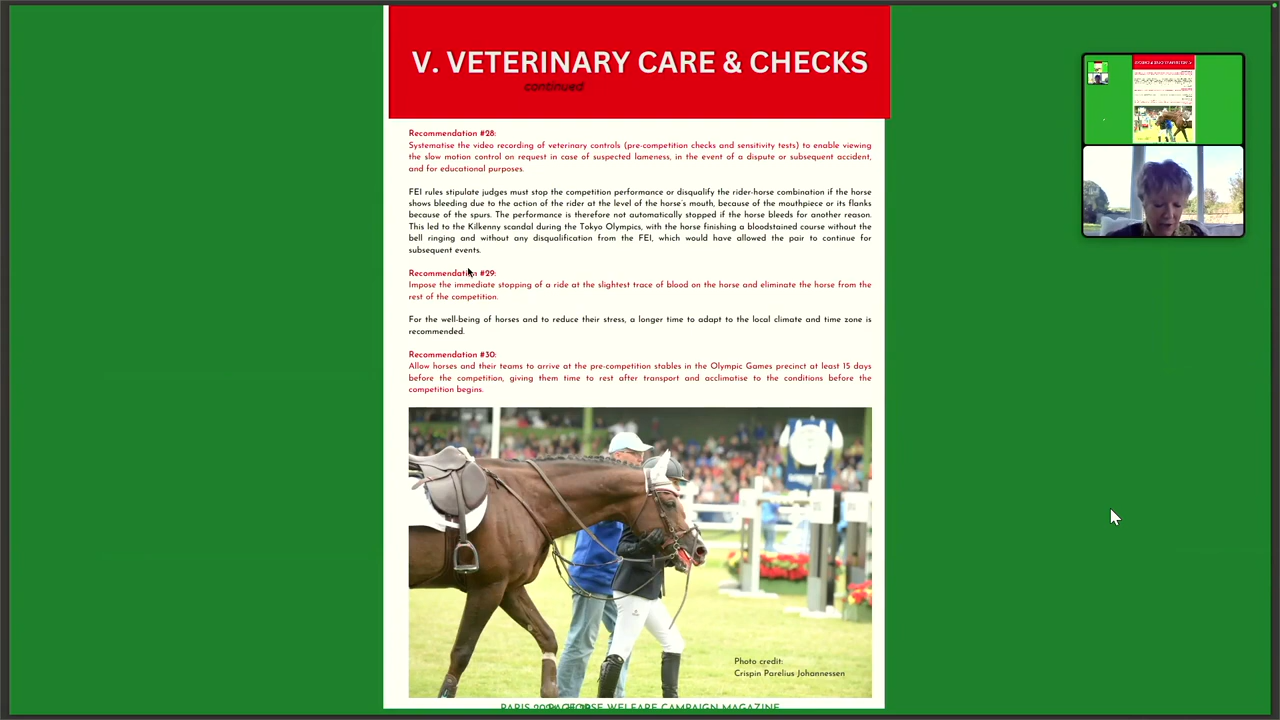 V. VETERINARY CARE & CHECKS
continued
Recommendation #28:
Systematise the video recording of veterinary controls (pre-competition checks and sensitivity tests) to enable viewing
the slow motion control on request in case of suspected lameness, in the event of a dispute or subsequent accident,
and for educational purposes.
FEI rules stipulate judges must stop the competition performance or disqualify the rider-horse combination if the horse
shows bleeding due to the action of the rider at the level of the horse's mouth, because of the mouthpiece or its flanks
because of the spurs. The performance is therefore not automatically stopped if the horse bleeds for another reason.
This led to the Kilkenny scandal during the Tokyo Olympics, with the horse finishing a bloodstained course without the
bell ringing and without any disqualification from the FEI, which would have allowed the pair to continue for
subsequent events.
Recommendation #29:
Impose the immediate stopping of a ride at the slightest trace of blood on the horse and eliminate the horse from the
rest of the competition.
For the well-being of horses and to reduce their stress, a longer time to adapt to the local climate and time zone is
recommended.
Recommendation #30:
Allow horses and their teams to arrive at the pre-competition stables in the Olympic Games precinct at least 15 days
before the competition, giving them time to rest after transport and acclimatise to the conditions before the
competition begins.
Photo credit:
Crispin Parelius Johannessen
PARIS HORSE WELFARE CAMPAIGN MAGAZINE